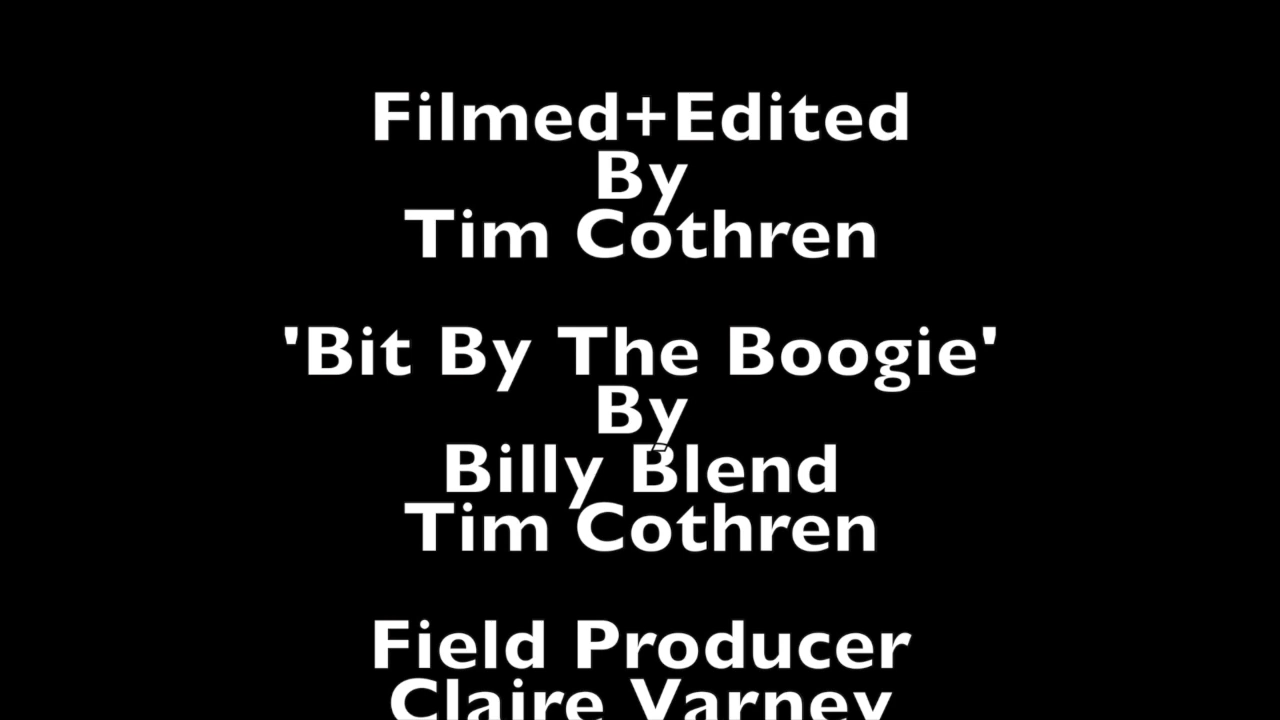 Filmed+Edited
By
Tim Cothren
'Bit By The Boogie'
By
Billy Blend
Tim Cothren
Field Producer
Claire Varney